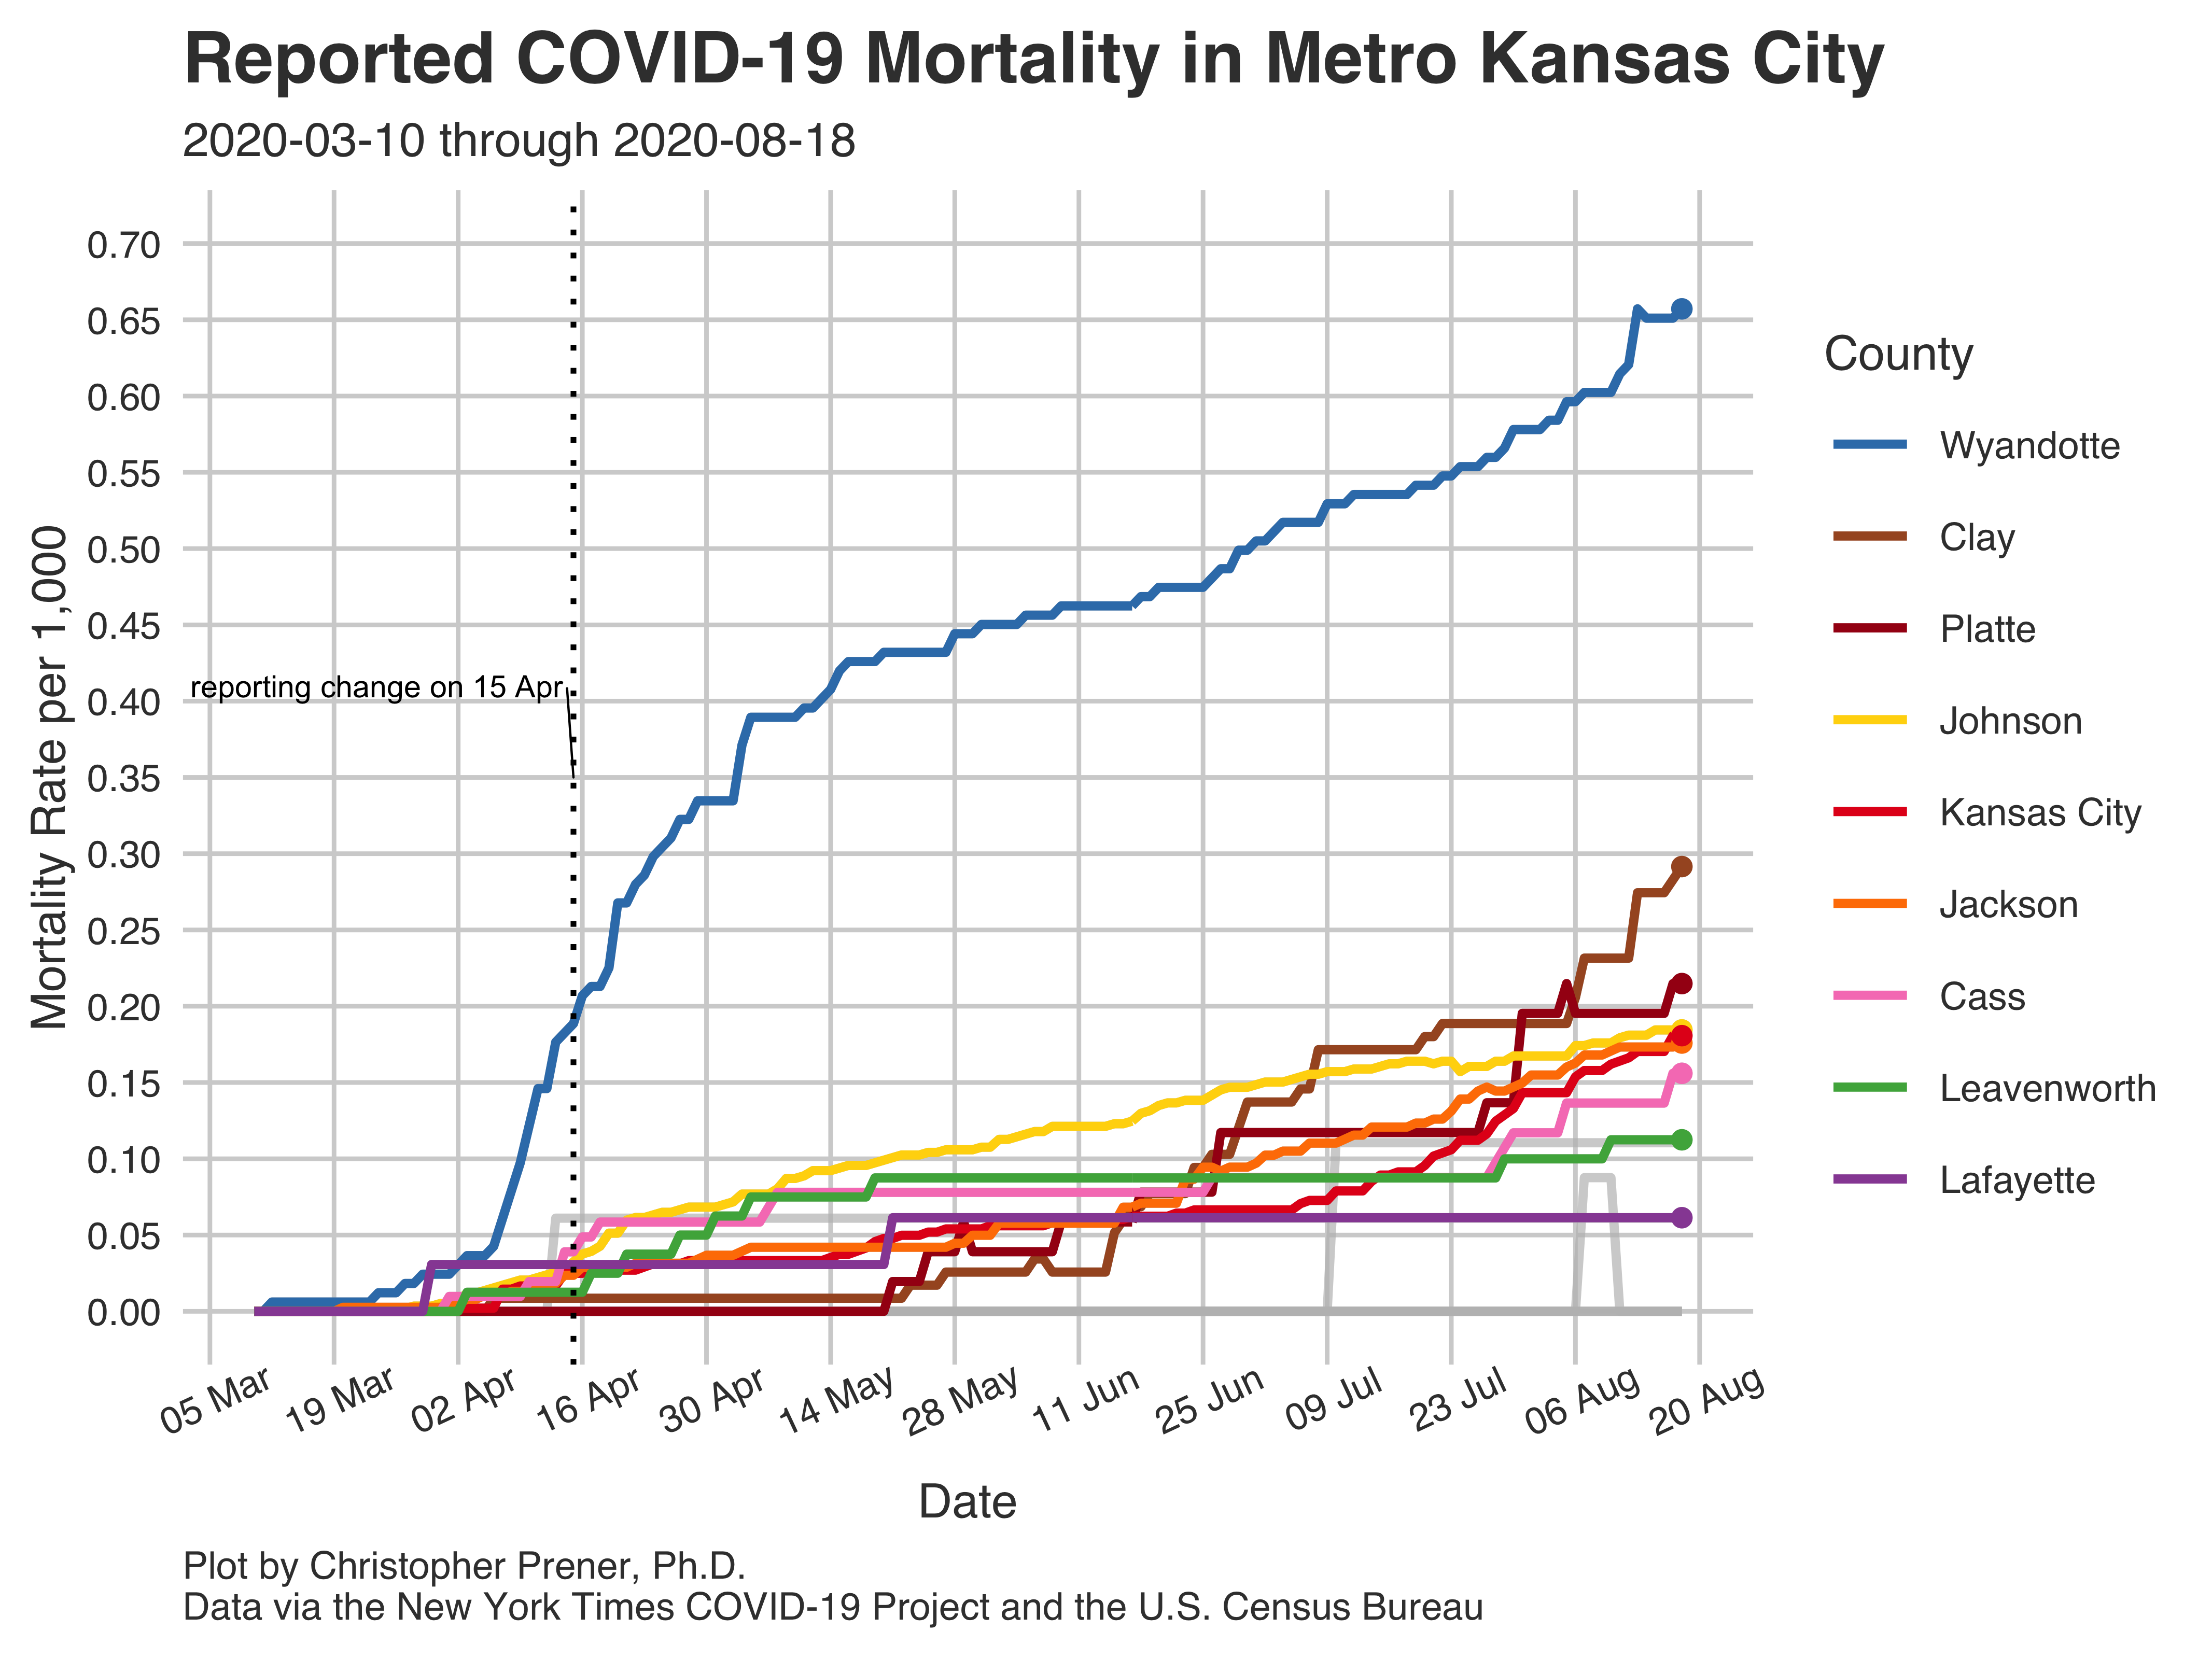 Reported COVID-19 Mortality in Metro Kansas City
2020-03-10 through 2020-08-18
Mortality Rate per 1,000
0.70
0.65
0.60
0.55
0.50
0.45
0.40
0.35
0.30
0.25
0.20
0.15
0.10
0.05
0.00
reporting change on 15 Apr
05 Mar
19 Mar
02 Apr
16 Apr
30 Apr
14 May
28 May
11 Jun
25 Jun
09 Jul
23 Jul
06 Aug
20 Aug
Date
County
Wyandotte
Clay
Platte
Johnson
Kansas City
Jackson
Cass
Leavenworth
Lafayette
Plot by Christopher Prener, Ph.D.
Data via the New York Times COVID-19 Project and the U.S. Census Bureau